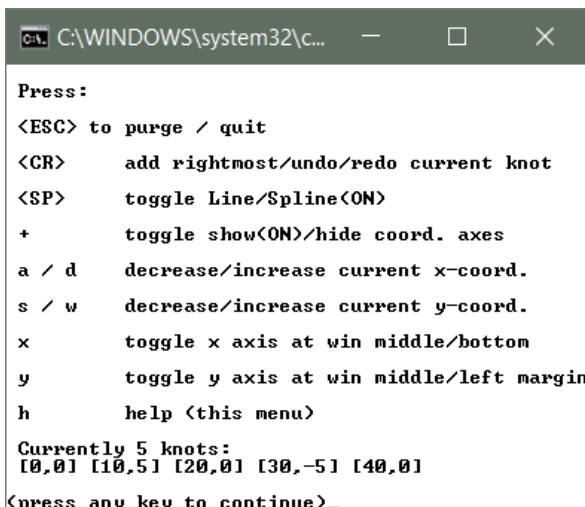 C:\WINDOWS\system32\c...
Press:
<ESC> to purge / quit
<CR> add rightmost/undo/redo current knot
<SP> toggle Line/Spline(ON)
+ toggle show(ON)/hide coord. axes
a / d decrease/increase current x-coord.
s / w decrease/increase current y-coord.
x toggle x axis at win middle/bottom
y toggle y axis at win middle/left margin
h help (this menu)
Currently 5 knots:
[0,0] [10,5] [20,0] [30,-5] [40,0]
(press any key to continue)_